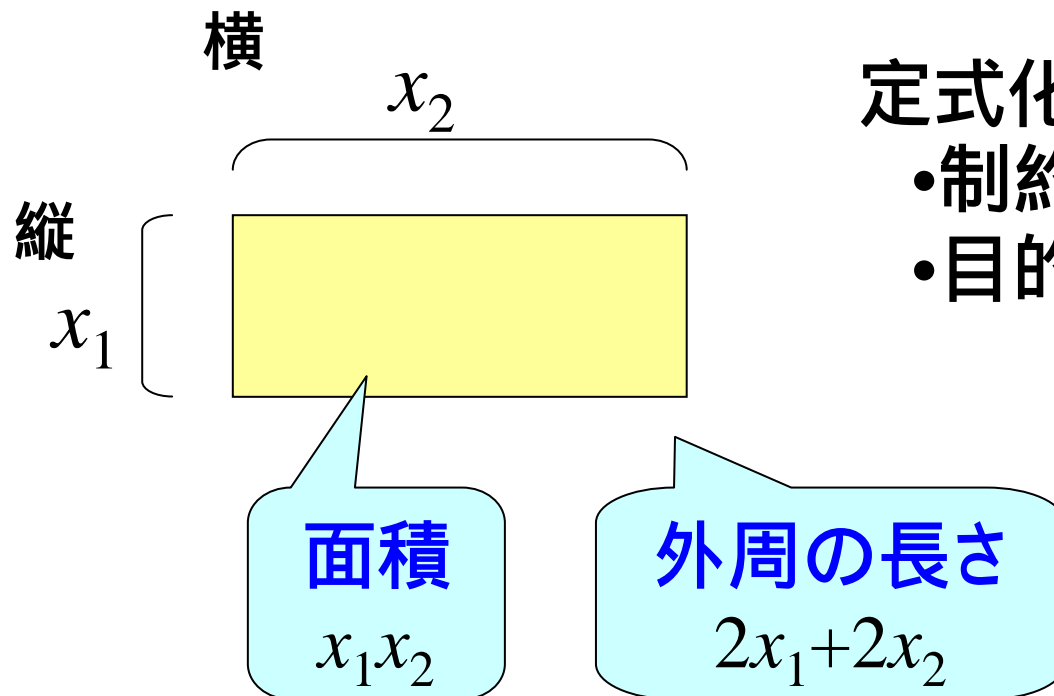 横
x₂
縦
x₁
定式化
•制約
•目的
面積
x₁x₂
外周の長さ
2x₁+2x₂